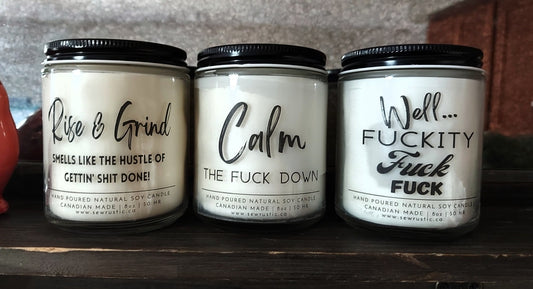 Rise & Grind
SMELLS LIKE THE HUSTLE OF
GETTIN' SHIT DONE!
HAND POURED NATURAL SOY CANDLE
CANADIAN MADE | 8oz | 50 HR
www.sewrustic.ca
Calm
THE FUCK DOWN
HAND POURED NATURAL SOY CANDLE
CANADIAN MADE | 8oz | 50 HR
www.sewrustic.ca
Well...
FUCKITY
Fuck
FUCK
HAND POURED NATURAL SOY CANDLE
CANADIAN MADE | 8oz | 50 HR
www.sewrustic.ca